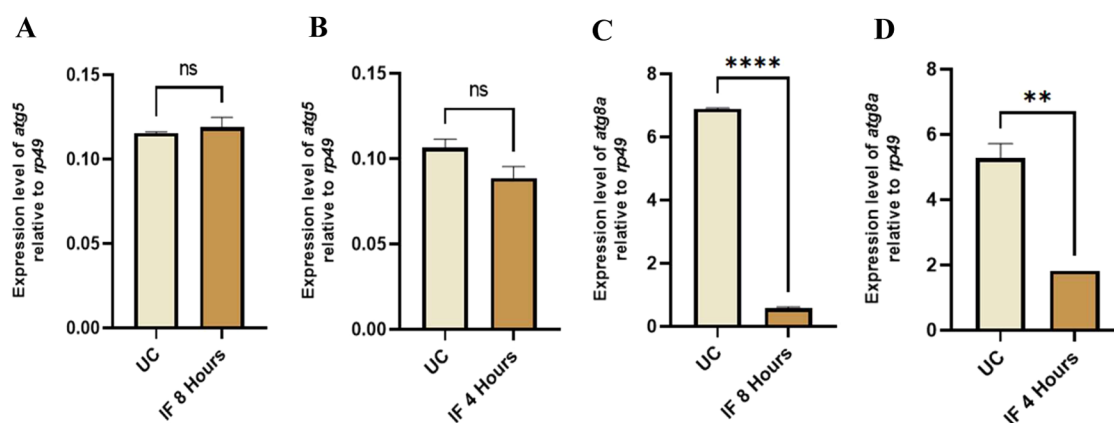 A
Expression level of atg5
relative to rp49
0.15
0.10
0.05
0.00
ns
UC
IF 8 Hours
B
Expression level of atg5
relative to rp49
0.15
0.10
0.05
0.00
ns
UC
IF 4 Hours
C
Expression level of atg8a
relative to rp49
8
6
4
2
0
****
UC
IF 8 Hours
D
Expression level of atg8a
relative to rp49
8
6
4
2
0
**
UC
IF 4 Hours